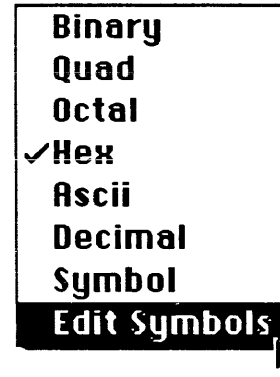 Binary
Quad
Octal
✓Hex
Ascii
Decimal
Symbol
Edit Symbols